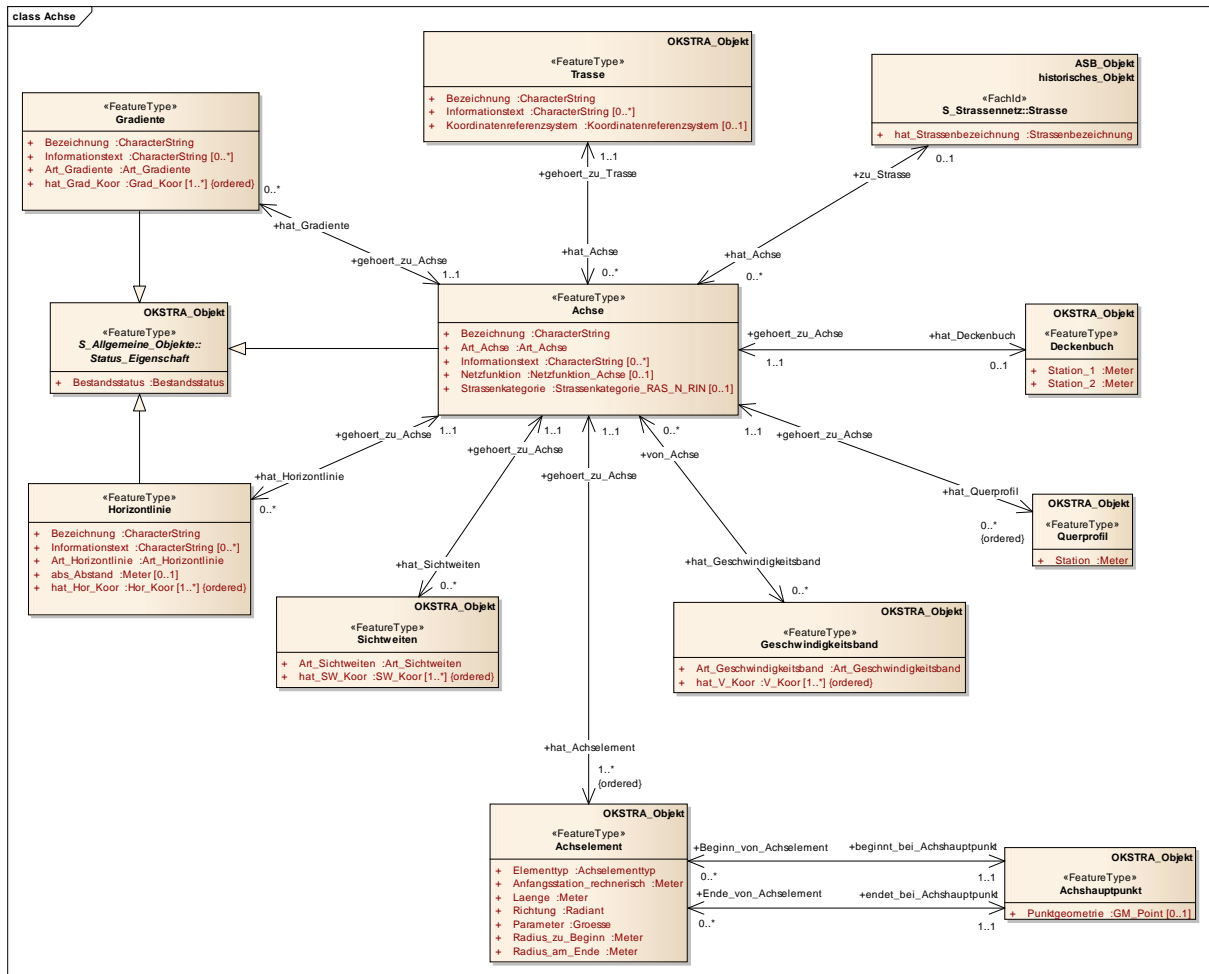 class Achse
OKSTRA_Objekt
«FeatureType»
Trasse
+ Bezeichnung :CharacterString
+ Informationstext :CharacterString [0..*]
+ Koordinatenreferenzsystem :Koordinatenreferenzsystem [0..1]
ASB_Objekt
historisches_Objekt
«FachId»
S_Strassennetz::Strasse
+ hat_Strassenbezeichnung :Strassenbezeichnung
«FeatureType»
Gradiente
+ Bezeichnung :CharacterString
+ Informationstext :CharacterString [0..*]
+ Art_Gradiente :Art_Gradiente
+ hat_Grad_Koor :Grad_Koor [1..*] {ordered}
1..1
+gehoert_zu_Trasse
0..1
+zu_Strasse
0..*
+hat_Gradiente
+hat_Achse
0..*
+hat_Achse
0..*
+gehoert_zu_Achse
1..1
«FeatureType»
Achse
+ Bezeichnung :CharacterString
+ Art_Achse :Art_Achse
+ Informationstext :CharacterString [0..*]
+ Netzfunktion :Netzfunktion_Achse [0..1]
+ Strassenkategorie :Strassenkategorie_RAS_N_RIN [0..1]
OKSTRA_Objekt
«FeatureType»
S_Allgemeine_Objekte::
Status_Eigenschaft
+ Bestandsstatus :Bestandsstatus
+gehoert_zu_Achse
1..1
+hat_Deckenbuch
0..1
OKSTRA_Objekt
«FeatureType»
Deckenbuch
+ Station_1 :Meter
+ Station_2 :Meter
+gehoert_zu_Achse
1..1
1..1
+gehoert_zu_Achse
1..1
+gehoert_zu_Achse
0..*
+von_Achse
1..1
+gehoert_zu_Achse
+hat_Horizontlinie
0..*
+hat_Querprofil
0..*
{ordered}
«FeatureType»
Horizontlinie
+ Bezeichnung :CharacterString
+ Informationstext :CharacterString [0..*]
+ Art_Horizontlinie :Art_Horizontlinie
+ abs_Abstand :Meter [0..1]
+ hat_Hor_Koor :Hor_Koor [1..*] {ordered}
OKSTRA_Objekt
«FeatureType»
Querprofil
+ Station :Meter
+hat_Sichtweiten
0..*
+hat_Geschwindigkeitsband
0..*
OKSTRA_Objekt
«FeatureType»
Sichtweiten
+ Art_Sichtweiten :Art_Sichtweiten
+ hat_SW_Koor :SW_Koor [1..*] {ordered}
OKSTRA_Objekt
«FeatureType»
Geschwindigkeitsband
+ Art_Geschwindigkeitsband :Art_Geschwindigkeitsband
+ hat_V_Koor :V_Koor [1..*] {ordered}
+hat_Achselement
1..*
{ordered}
OKSTRA_Objekt
«FeatureType»
Achselement
+ Elementtyp :Achselementtyp
+ Anfangsstation_rechnerisch :Meter
+ Laenge :Meter
+ Richtung :Radiant
+ Parameter :Groesse
+ Radius_zu_Beginn :Meter
+ Radius_am_Ende :Meter
+Beginn_von_Achselement
0..*
+beginnt_bei_Achshauptpunkt
1..1
+Ende_von_Achselement
0..*
+endet_bei_Achshauptpunkt
1..1
OKSTRA_Objekt
«FeatureType»
Achshauptpunkt
+ Punktgeometrie :GM_Point [0..1]